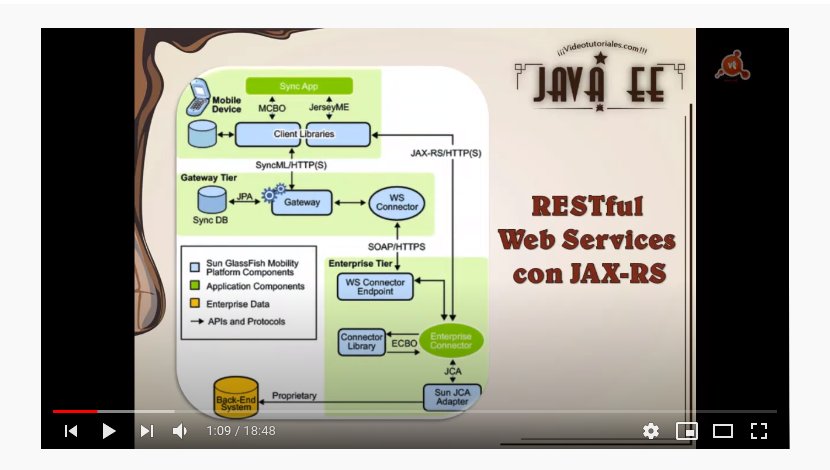 ¡¡¡Videotutoriales.com!!!
JAVA EE
vt
RESTful
Web Services
con JAX-RS
Sync App
Mobile
Device
MCBO
JerseyME
Client Libraries
JAX-RS/HTTP(S)
SyncML/HTTP(S)
Gateway Tier
JPA
Sync DB
Gateway
WS
Connector
SOAP/HTTPS
Sun GlassFish Mobility
Platform Components
Application Components
Enterprise Data
APIs and Protocols
Enterprise Tier
WS Connector
Endpoint
Connector
Library
ECBO
Enterprise
Connector
JCA
Sun JCA
Adapter
Proprietary
Back-End
System
1:09 / 18:48